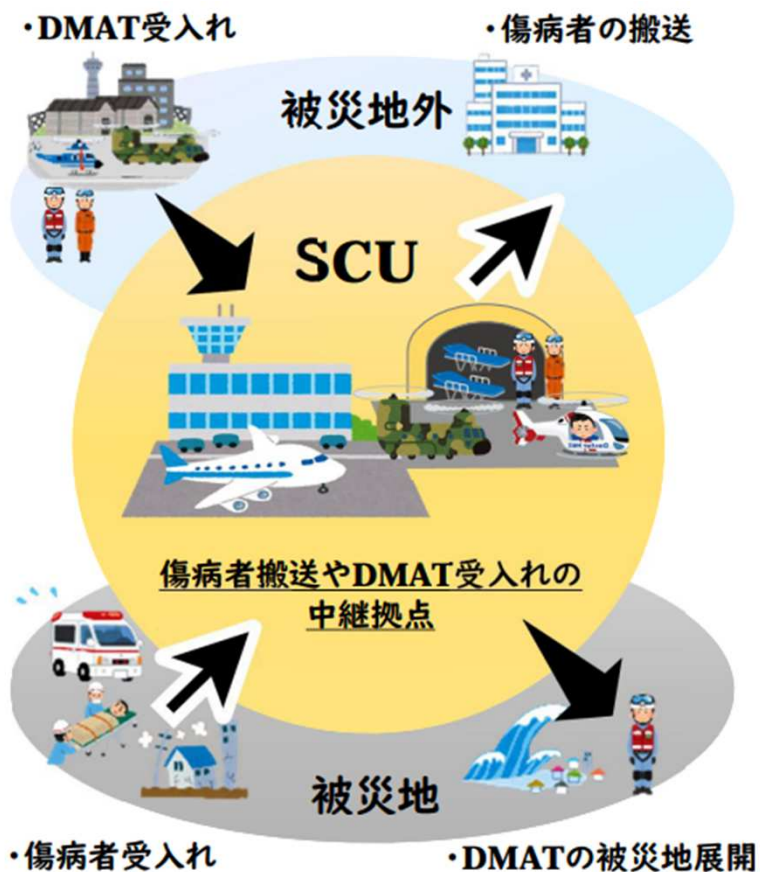 ・DMAT受入れ
・傷病者の搬送
被災地外
SCU
傷病者搬送やDMAT受入れの
中継拠点
被災地
・傷病者受入れ
・DMATの被災地展開